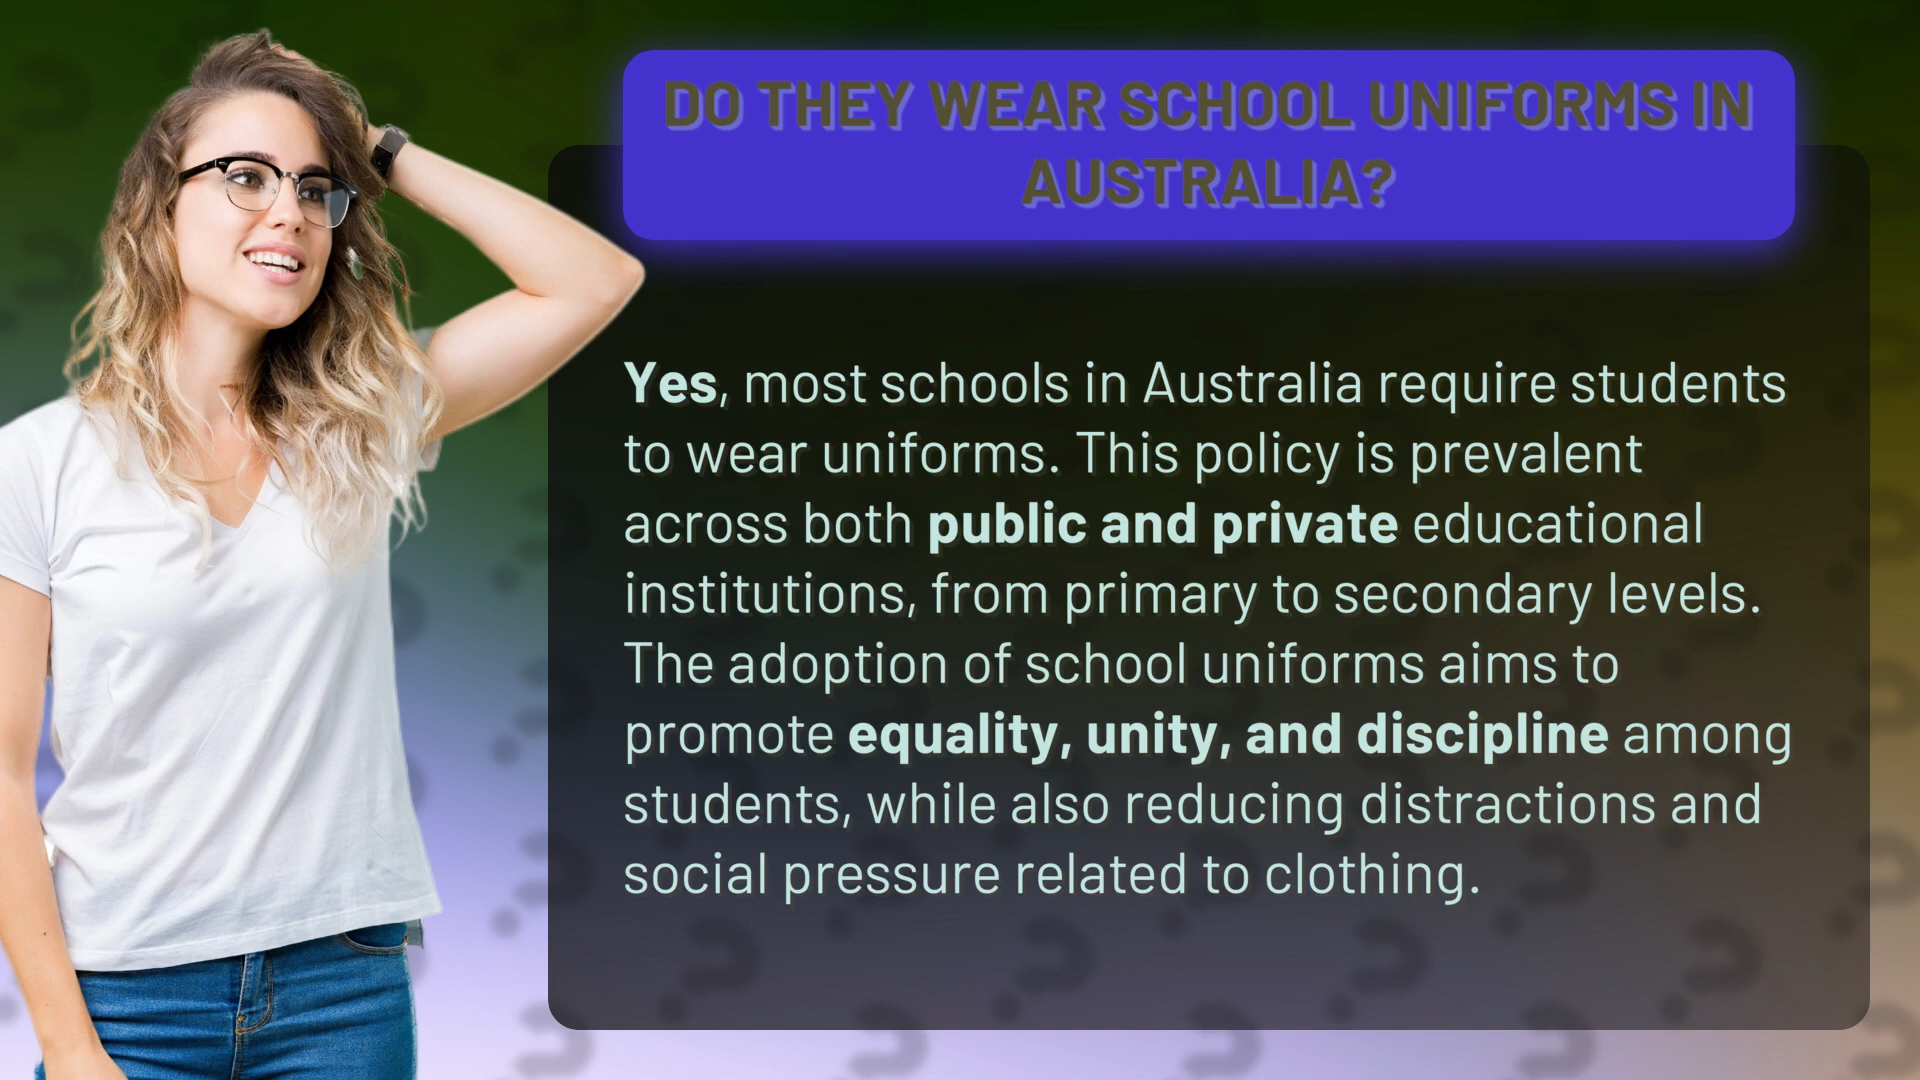 DO THEY WEAR SCHOOL UNIFORMS IN
AUSTRALIA?
Yes, most schools in Australia require students
to wear uniforms. This policy is prevalent
across both public and private educational
institutions, from primary to secondary levels.
The adoption of school uniforms aims to
promote equality, unity, and discipline among
students, while also reducing distractions and
social pressure related to clothing.